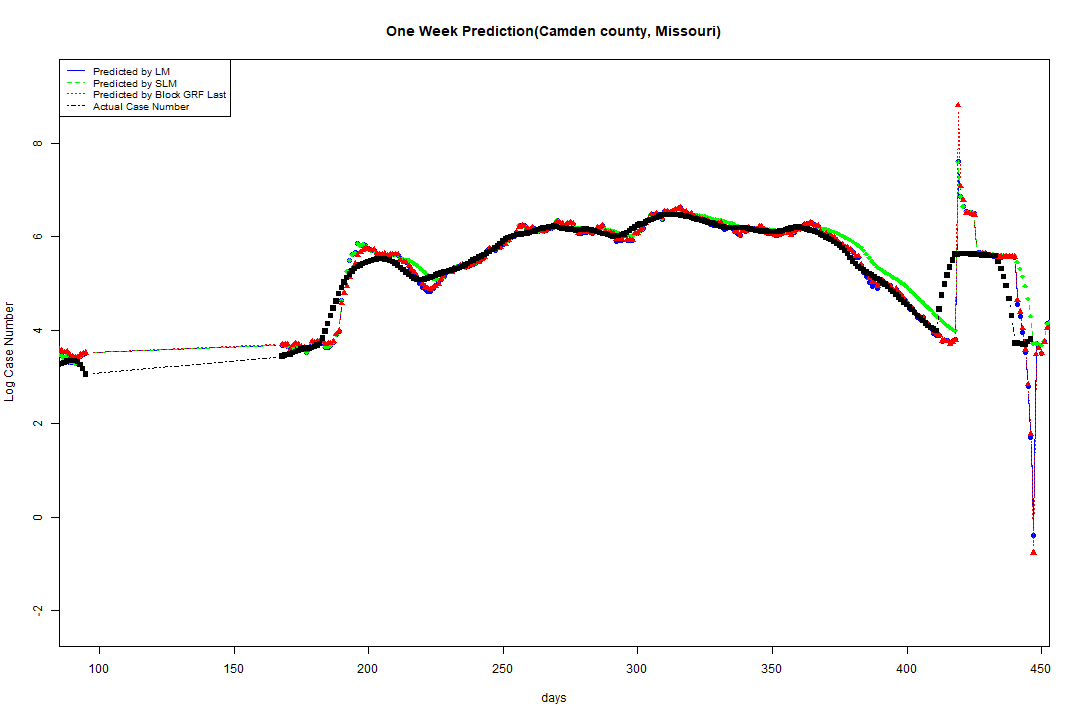 One Week Prediction(Camden county, Missouri)
Predicted by LM
Predicted by SLM
Predicted by Block GRF Last
Actual Case Number
Log Case Number
8
6
4
2
0
-2
100 150 200 250 300 350 400 450
days